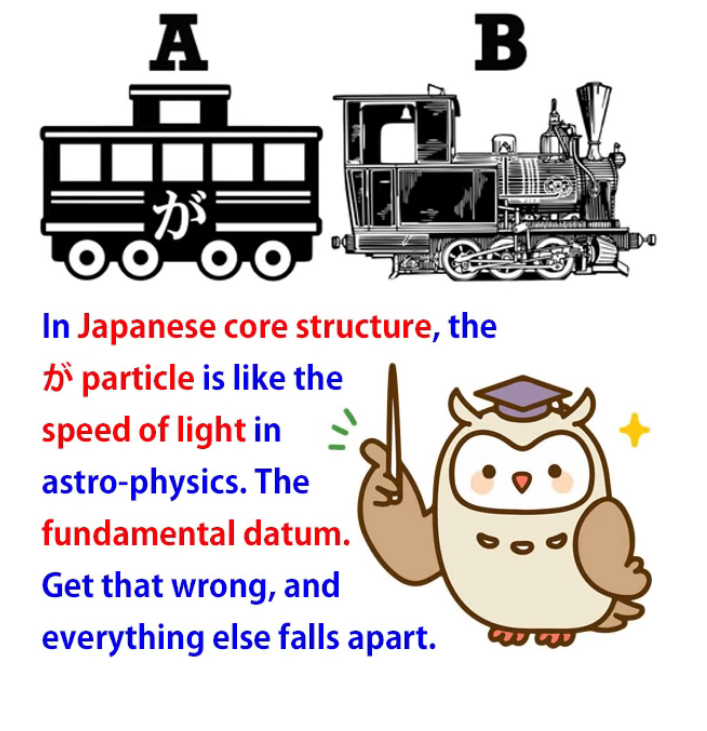 A B
が
In Japanese core structure, the
が particle is like the
speed of light in
astro-physics. The
fundamental datum.
Get that wrong, and
everything else falls apart.